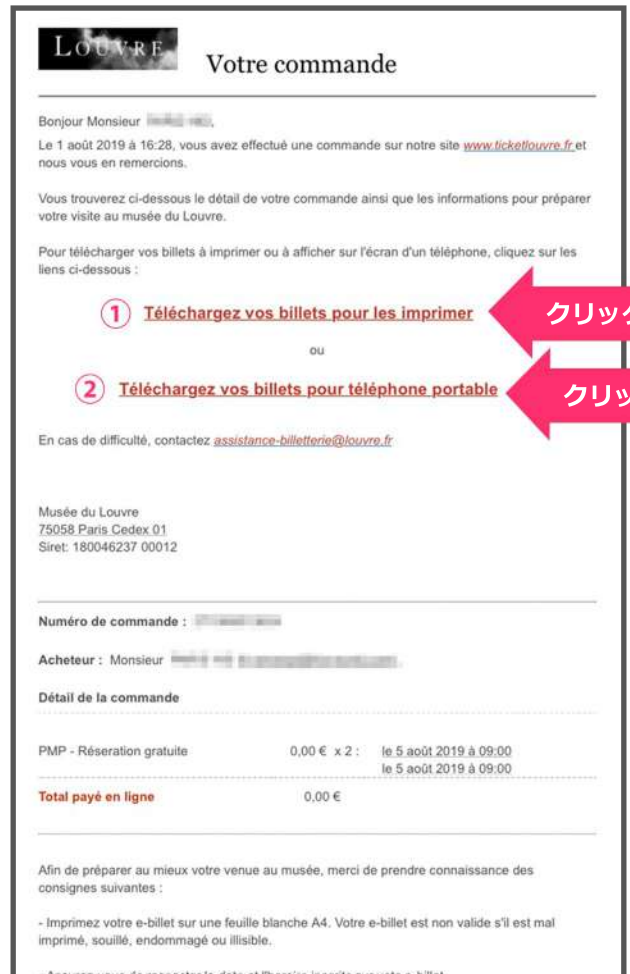 LOUVRE
Votre commande
Bonjour Monsieur
Le 1 août 2019 à 16:28, vous avez effectué une commande sur notre site www.ticketlouvre.fr et
nous vous en remercions.
Vous trouverez ci-dessous le détail de votre commande ainsi que les informations pour préparer
votre visite au musée du Louvre.
Pour télécharger vos billets à imprimer ou à afficher sur l'écran d'un téléphone, cliquez sur les
liens ci-dessous :
① Téléchargez vos billets pour les imprimer クリック
ou
② Téléchargez vos billets pour téléphone portable クリッ
En cas de difficulté, contactez assistance-billetterie@louvre.fr
Musée du Louvre
75058 Paris Cedex 01
Siret: 180046237 00012
Numéro de commande :
Acheteur : Monsieur
Détail de la commande
PMP - Réseration gratuite 0,00 € x 2 : le 5 août 2019 à 09:00
le 5 août 2019 à 09:00
Total payé en ligne 0,00 €
Afin de préparer au mieux votre venue au musée, merci de prendre connaissance des
consignes suivantes :
- Imprimez votre e-billet sur une feuille blanche A4. Votre e-billet est non valide s'il est mal
imprimé, souillé, endommagé ou illisible.